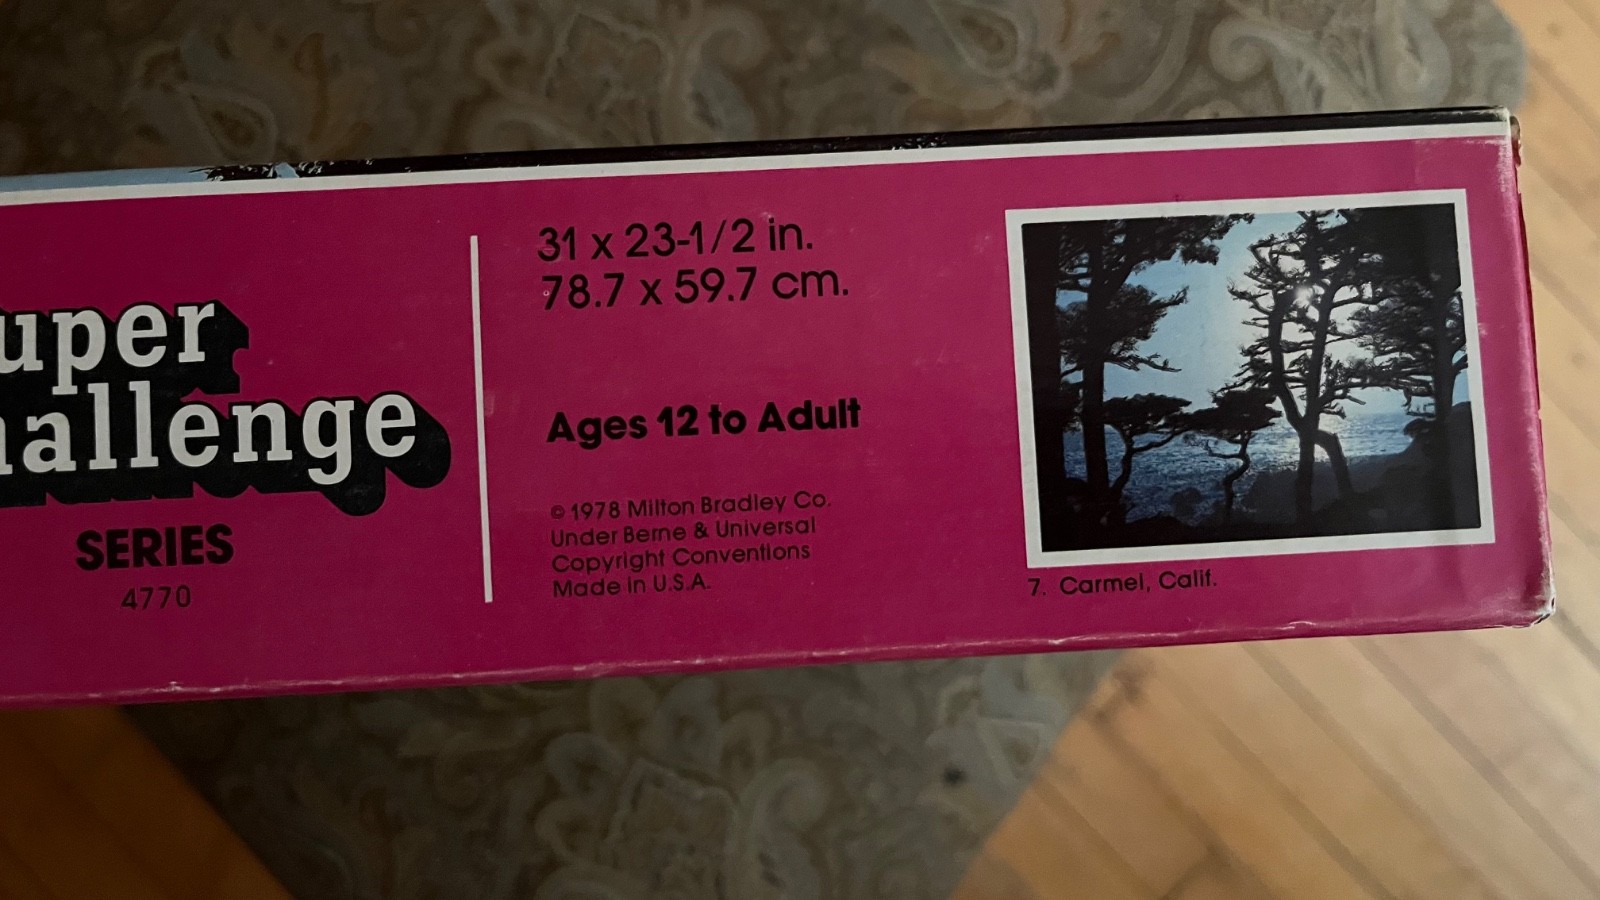 uper
hallenge
SERIES
4770
31 x 23-1/2 in.
78.7 x 59.7 cm.
Ages 12 to Adult
© 1978 Milton Bradley Co.
Under Berne & Universal
Copyright Conventions
Made in U.S.A.
7. Carmel, Calif.